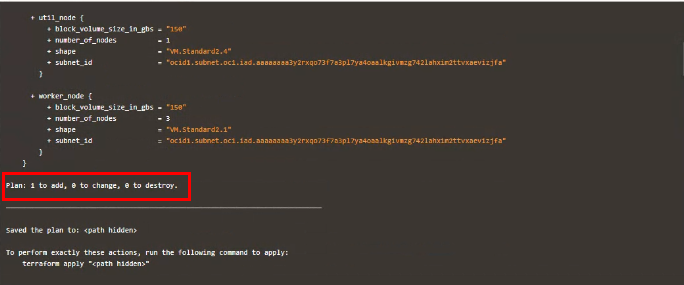 + util_node {
+ block_volume_size_in_gbs = "150"
+ number_of_nodes = 1
+ shape = "VM.Standard2.4"
+ subnet_id = "ocid1.subnet.oc1.iad.aaaaaaaa3y2rxqo73f7a3pl7ya4oaalkgivmzg742lahxim2ttvxaevizjfa"
}
+ worker_node {
+ block_volume_size_in_gbs = "150"
+ number_of_nodes = 3
+ shape = "VM.Standard2.1"
+ subnet_id = "ocid1.subnet.oc1.iad.aaaaaaaa3y2rxqo73f7a3pl7ya4oaalkgivmzg742lahxim2ttvxaevizjfa"
}
}
Plan: 1 to add, 0 to change, 0 to destroy.
Saved the plan to: <path hidden>
To perform exactly these actions, run the following command to apply:
terraform apply "<path hidden>"